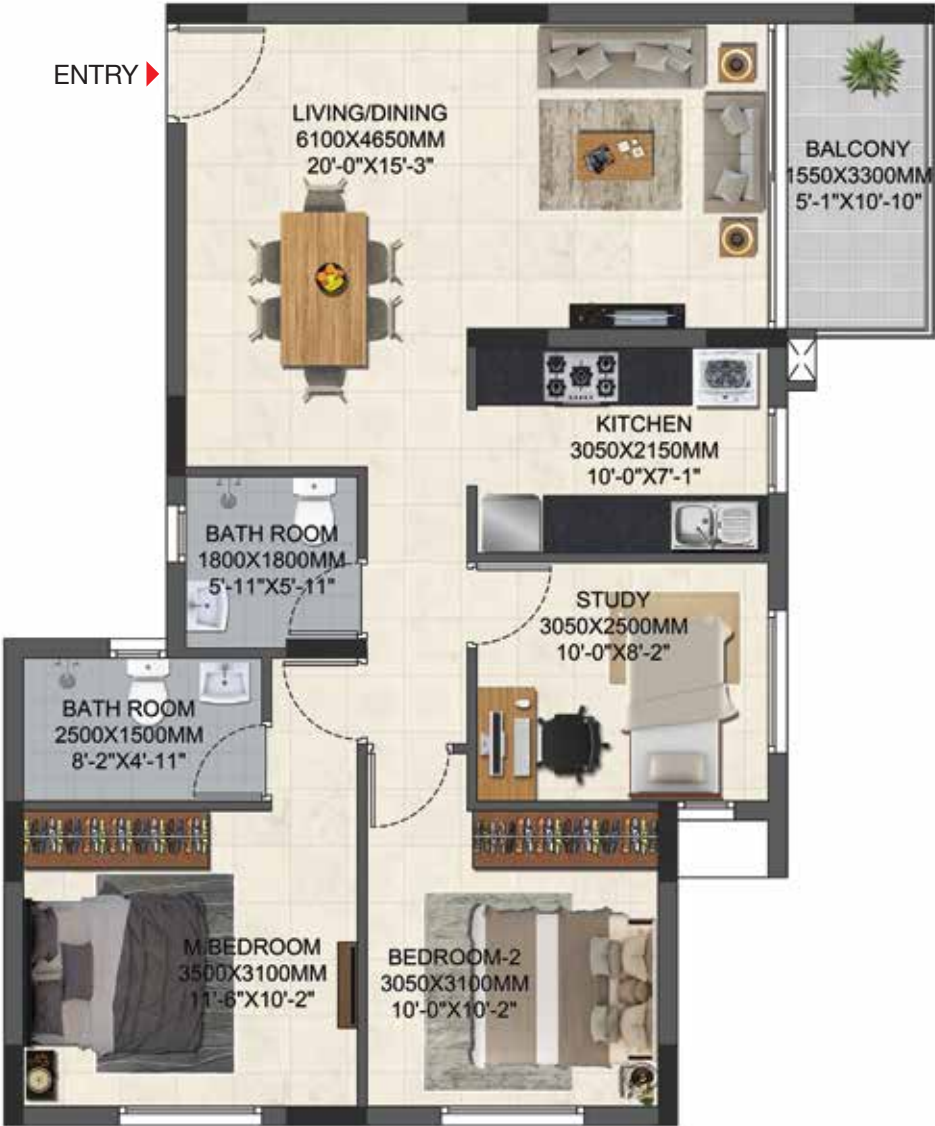 ENTRY
LIVING/DINING
6100X4650MM
20'-0"X15'-3"
BALCONY
1550X3300MM
5'-1"X10'-10"
KITCHEN
3050X2150MM
10'-0"X7'-1"
BATH ROOM
1800X1800MM
5'-11"X5'-11"
STUDY
3050X2500MM
10'-0"X8'-2"
BATH ROOM
2500X1500MM
8'-2"X4'-11"
M.BEDROOM
3500X3100MM
11'-6"X10'-2"
BEDROOM-2
3050X3100MM
10'-0"X10'-2"